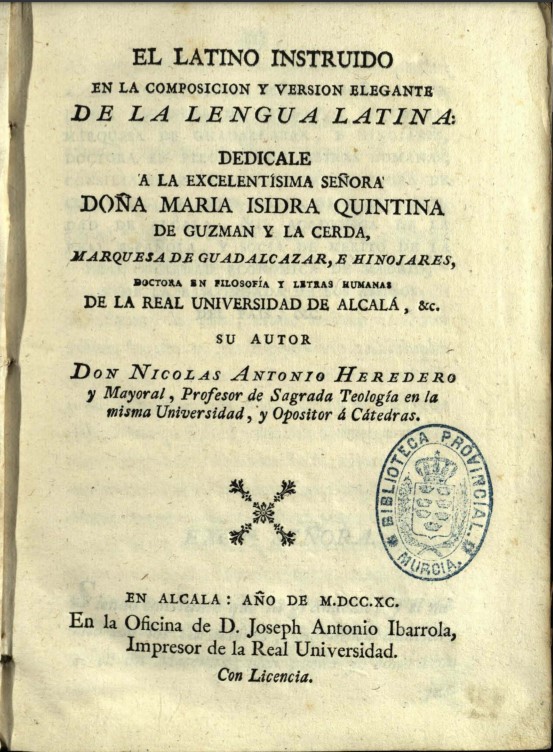 EL LATINO INSTRUIDO
EN LA COMPOSICION Y VERSION ELEGANTE
DE LA LENGUA LATINA:
DEDICALE
A LA EXCELENTÍSIMA SEÑORA
DOÑA MARIA ISIDRA QUINTINA
DE GUZMAN Y LA CERDA,
MARQUESA DE GUADALCAZAR, E HINOJARES,
DOCTORA EN FILOSOFÍA Y LETRAS HUMANAS
DE LA REAL UNIVERSIDAD DE ALCALÁ, &c.
SU AUTOR
DON NICOLAS ANTONIO HEREDERO
y Mayoral, Profesor de Sagrada Teología en la
misma Universidad, y Opositor á Cátedras.
BIBLIOTECA PROVINCIAL.
MURCIA.
EN ALCALA: AÑO DE M.DCC.XC.
En la Oficina de D. Joseph Antonio Ibarrola,
Impresor de la Real Universidad.
Con Licencia.